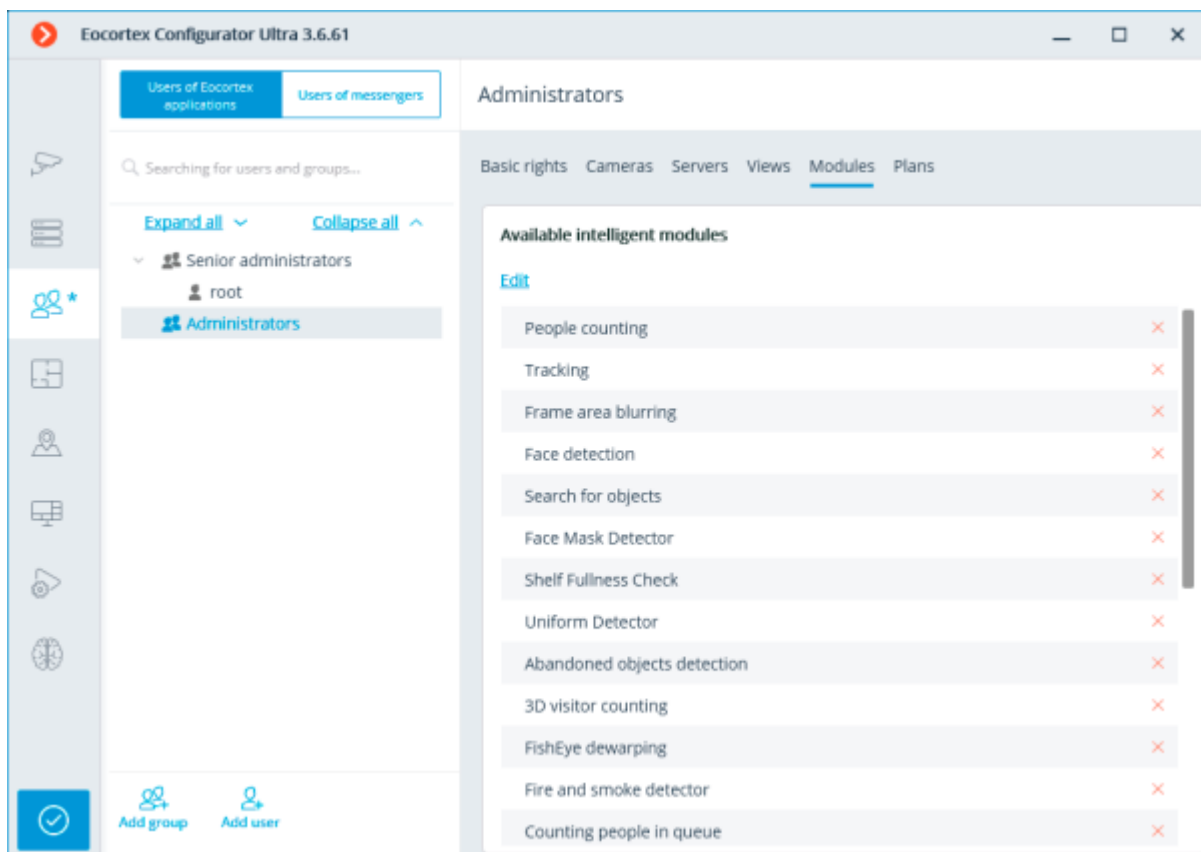 Eocortex Configurator Ultra 3.6.61
Users of Eocortex
applications
Users of messengers
Searching for users and groups...
Expand all
Collapse all
Senior administrators
root
Administrators
Add group
Add user
Administrators
Basic rights Cameras Servers Views Modules Plans
Available intelligent modules
Edit
People counting
Tracking
Frame area blurring
Face detection
Search for objects
Face Mask Detector
Shelf Fullness Check
Uniform Detector
Abandoned objects detection
3D visitor counting
FishEye dewarping
Fire and smoke detector
Counting people in queue